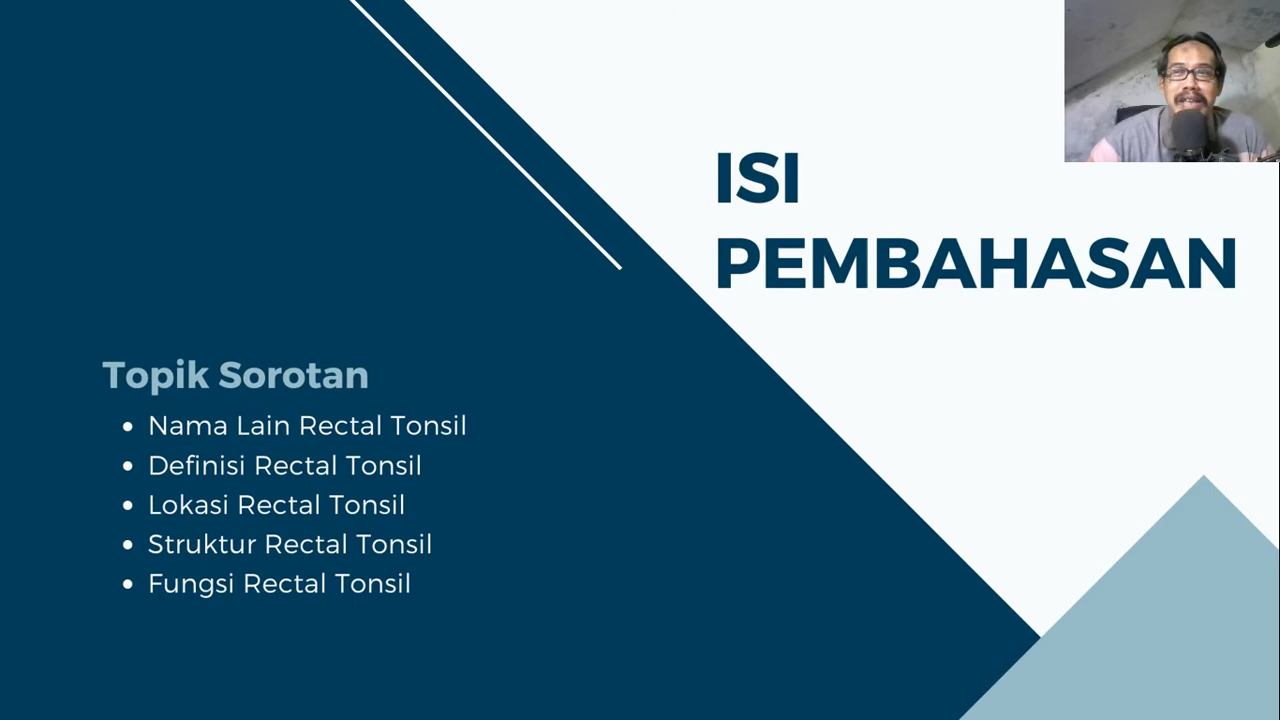 ISI
PEMBAHASAN
Topik Sorotan
Nama Lain Rectal Tonsil
Definisi Rectal Tonsil
Lokasi Rectal Tonsil
Struktur Rectal Tonsil
Fungsi Rectal Tonsil